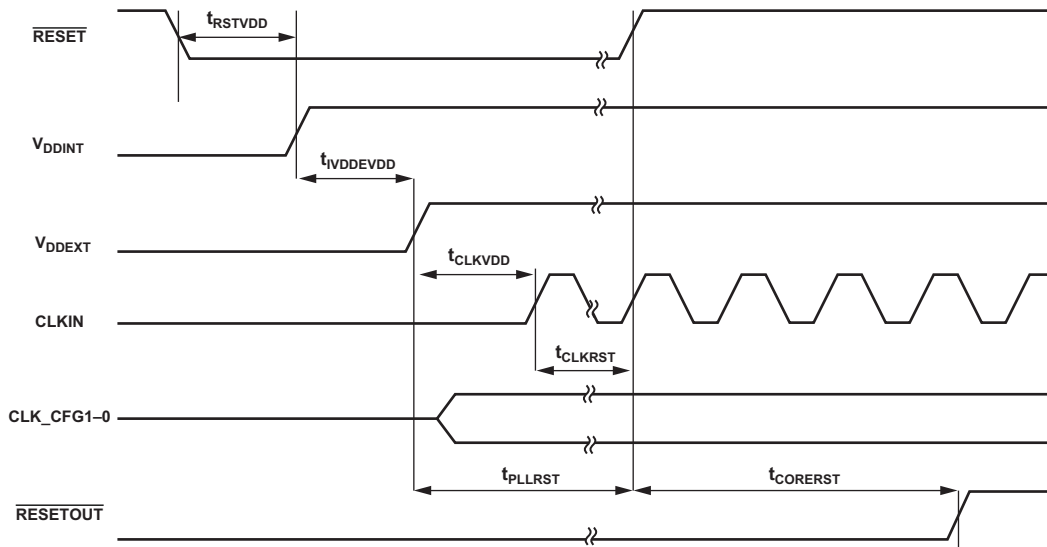 tRSTVDD
RESET
VDDINT
tIVDDEVDD
VDDEXT
tCLKVDD
CLKIN
tCLKRST
CLK_CFG1–0
tPLLRST
tCORERST
RESETOUT